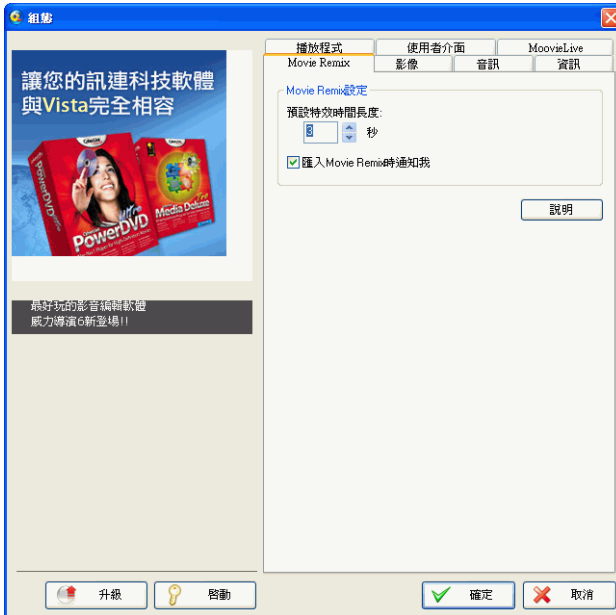 組態
讓您的訊連科技軟體
與Vista完全相容
CyberLink
PowerDVD
Ultra
Media Deluxe
最好玩的影音編輯軟體
威力導演6新登場!!
播放程式 使用者介面 MoovieLive
Movie Remix 影像 音訊 資訊
Movie Remix設定
預設特效時間長度:
3 秒
匯入Movie Remix時通知我
說明
升級 啓動 確定 取消